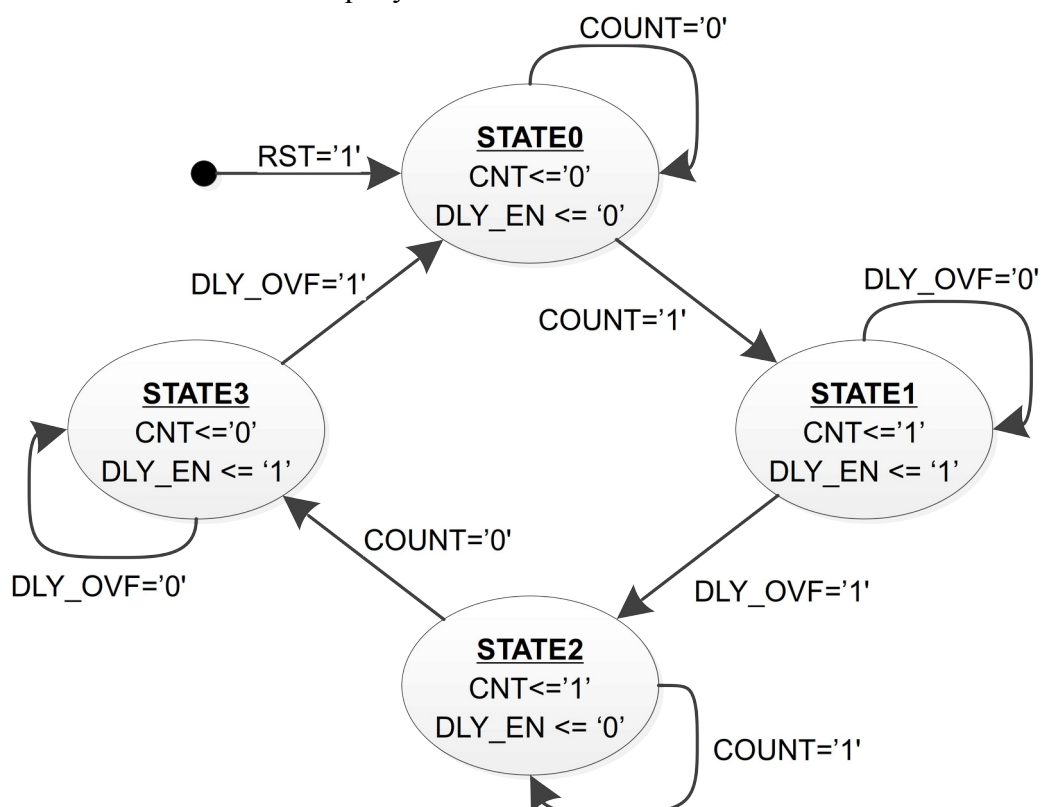 COUNT='0'
RST='1'
STATE0
CNT<='0'
DLY_EN <= '0'
DLY_OVF='1'
COUNT='1'
DLY_OVF='0'
STATE3
CNT<='0'
DLY_EN <= '1'
STATE1
CNT<='1'
DLY_EN <= '1'
COUNT='0'
DLY_OVF='0'
DLY_OVF='1'
STATE2
CNT<='1'
DLY_EN <= '0'
COUNT='1'